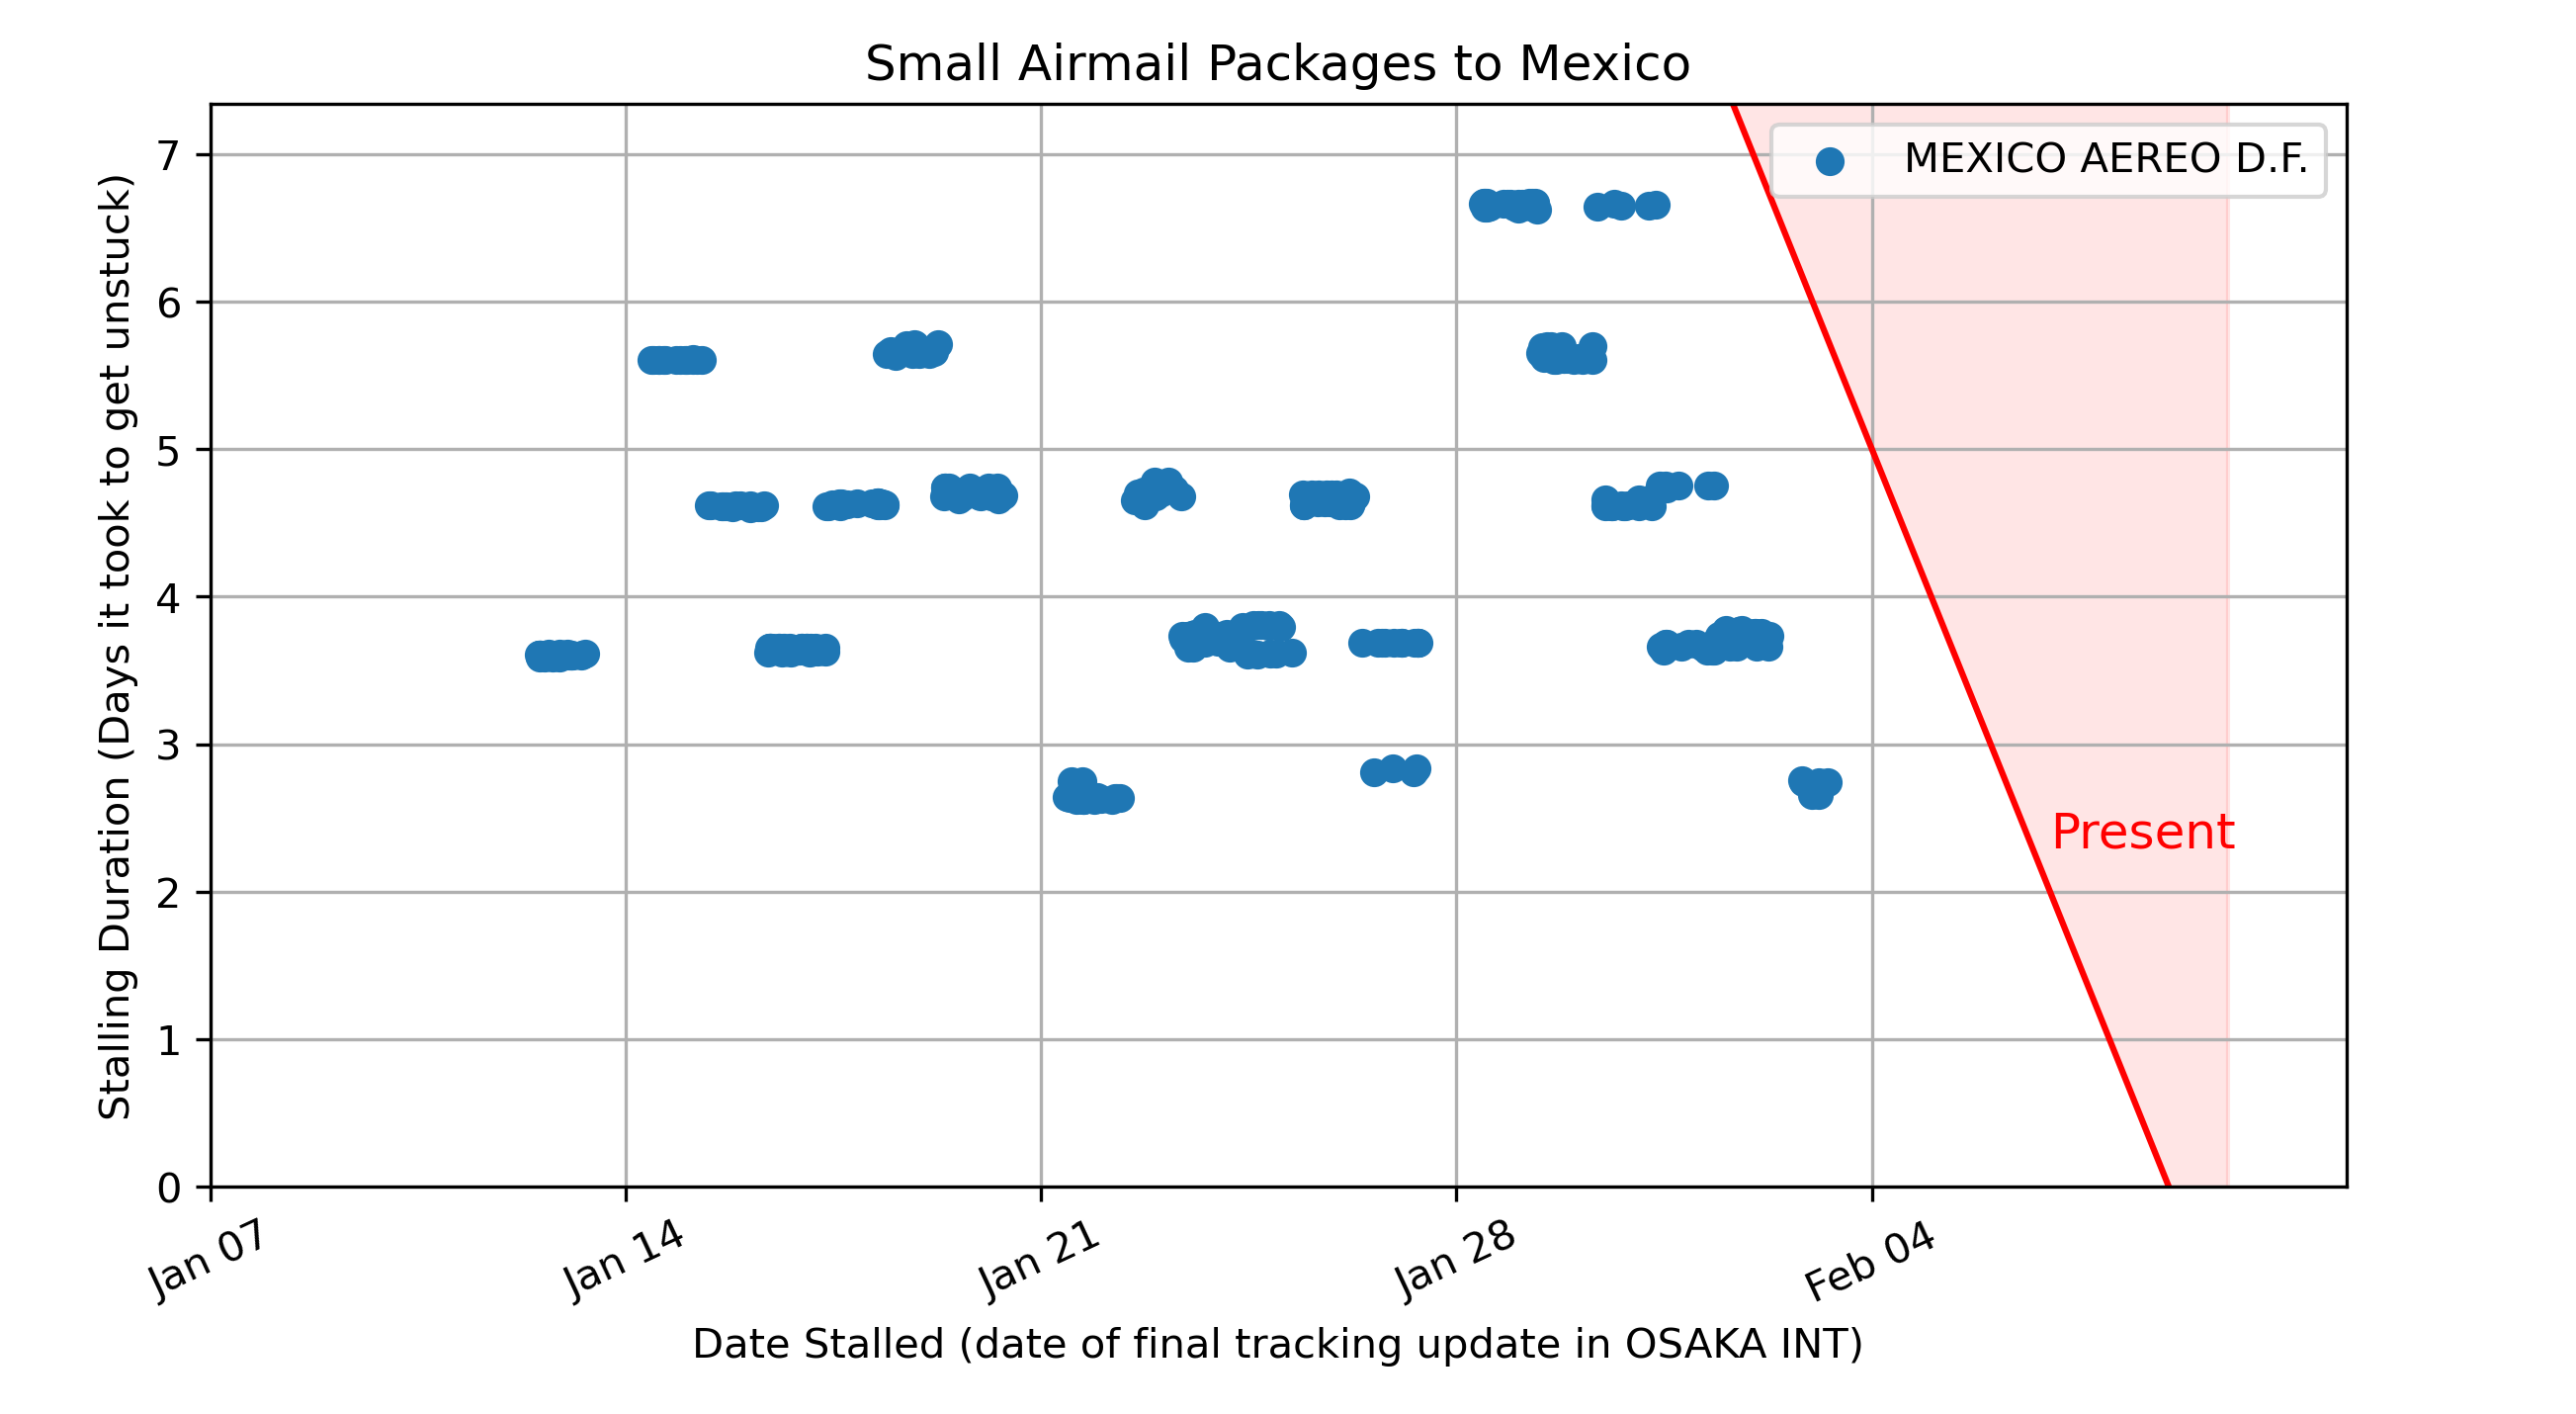 Small Airmail Packages to Mexico
MEXICO AEREO D.F.
Stalling Duration (Days it took to get unstuck)
7
6
5
4
3
2
1
0
Present
Jan 07
Jan 14
Jan 21
Jan 28
Feb 04
Date Stalled (date of final tracking update in OSAKA INT)